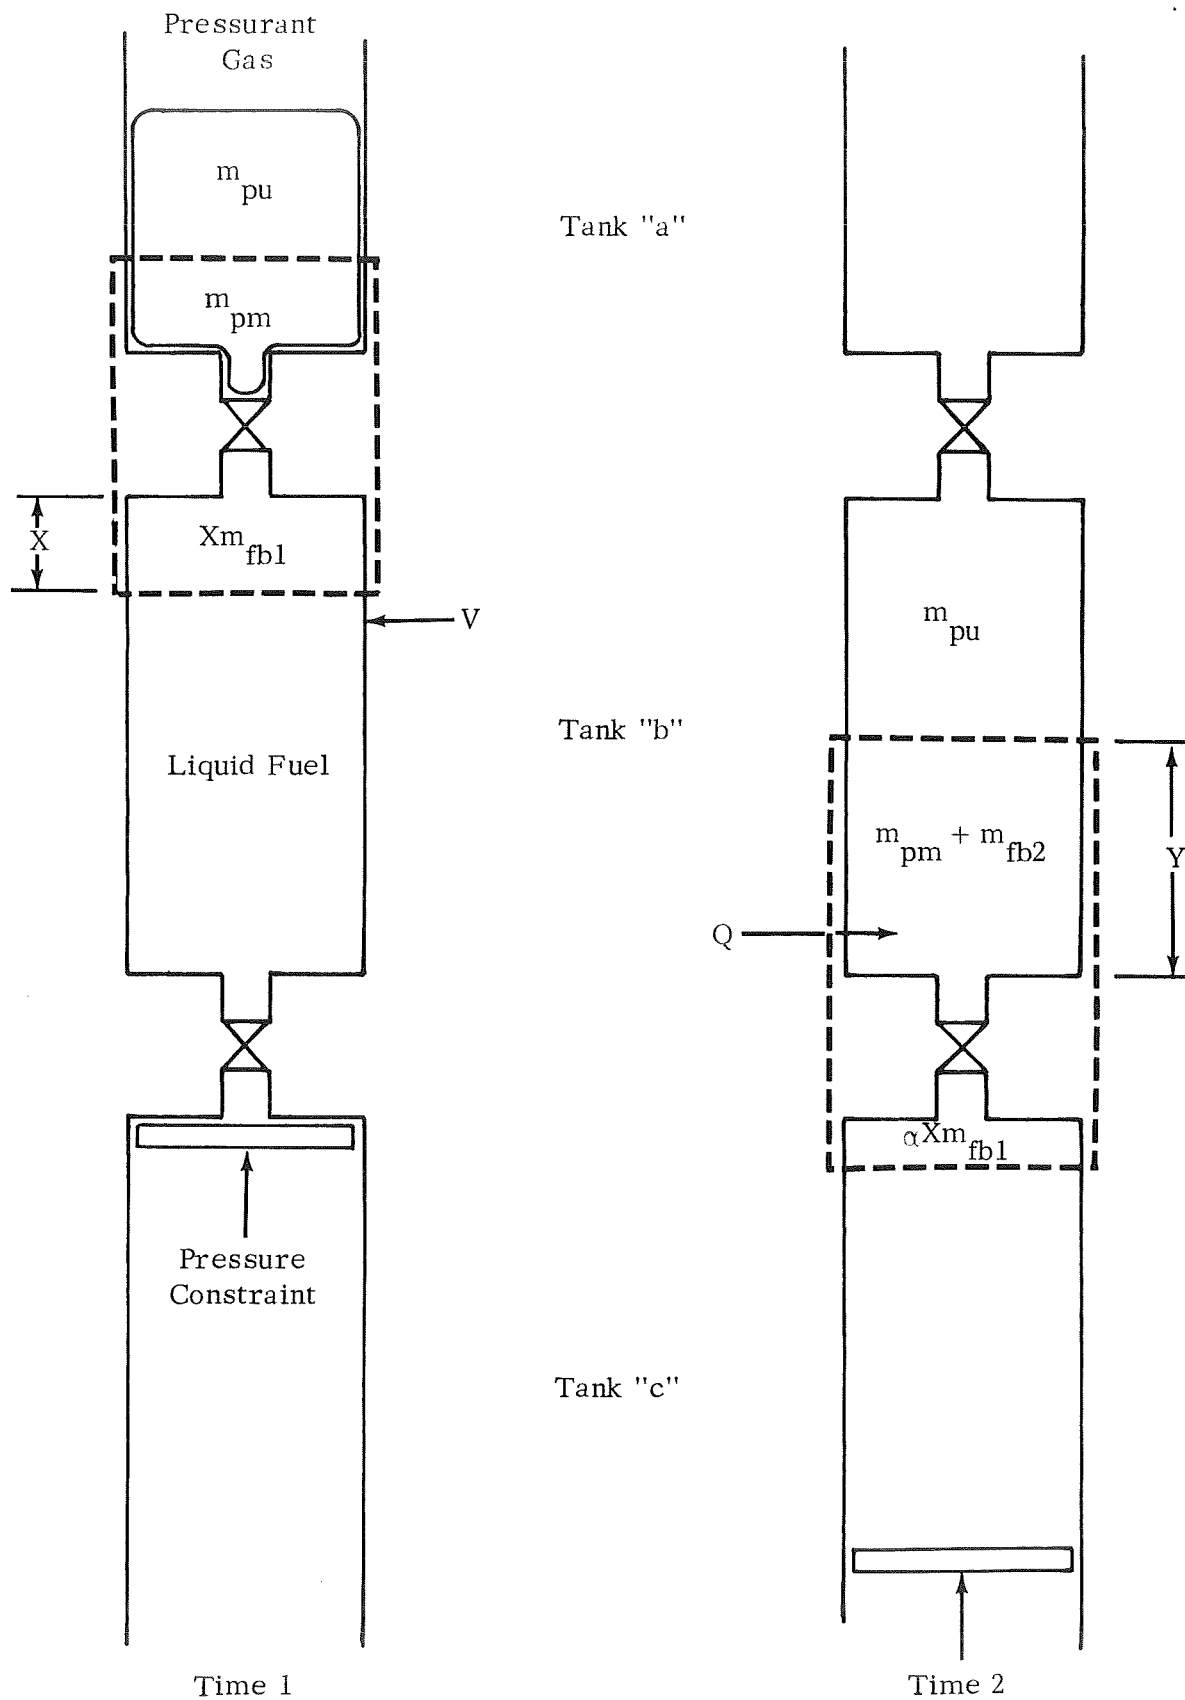 Pressurant
Gas
m pu
Tank "a"
m pm
X
Xm fb1
V
m pu
Tank "b"
Liquid Fuel
m pm + m fb2
Y
Q
αXm fb1
Pressure
Constraint
Tank "c"
Time 1
Time 2